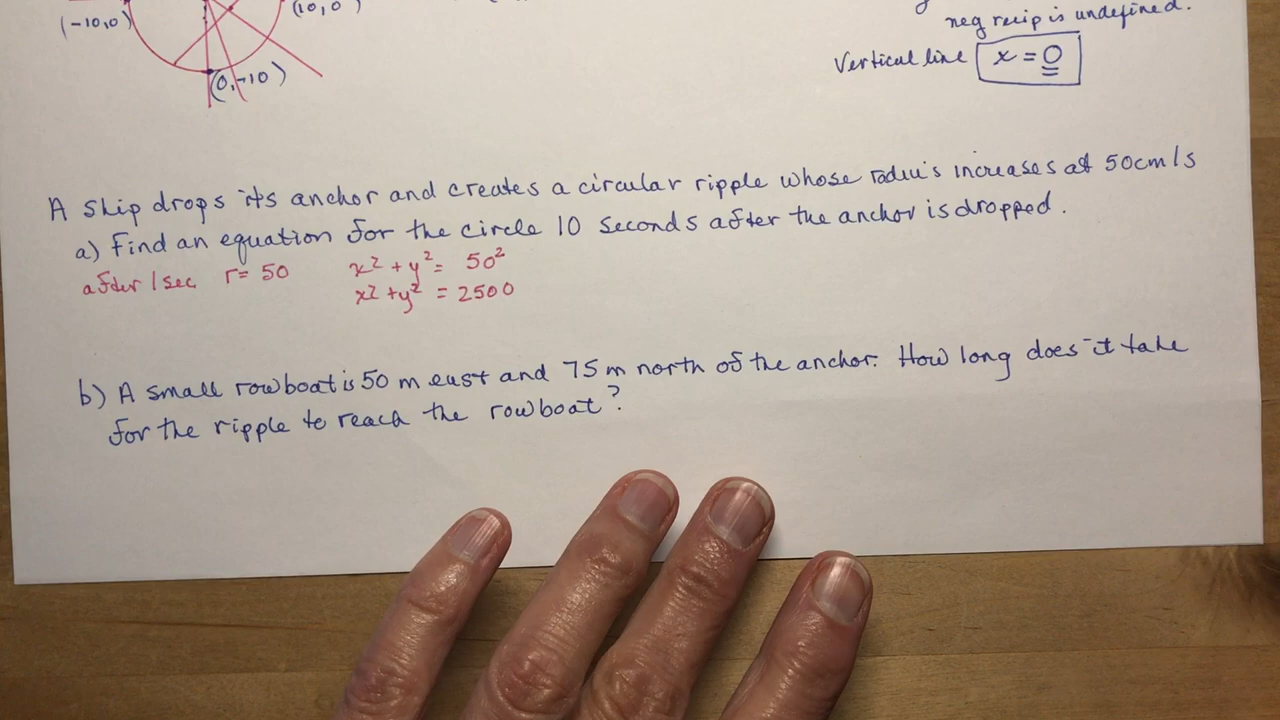 (-10,0)
(10,0)
(0,-10)
neg recip is undefined.
Vertical line x = 0
A ship drops its anchor and creates a circular ripple whose radius increases at 50cm/s
a) Find an equation for the circle 10 seconds after the anchor is dropped.
after 1 sec r= 50 x² + y² = 50²
x² + y² = 2500
b) A small rowboat is 50 m east and 75 m north of the anchor. How long does it take
for the ripple to reach the rowboat?